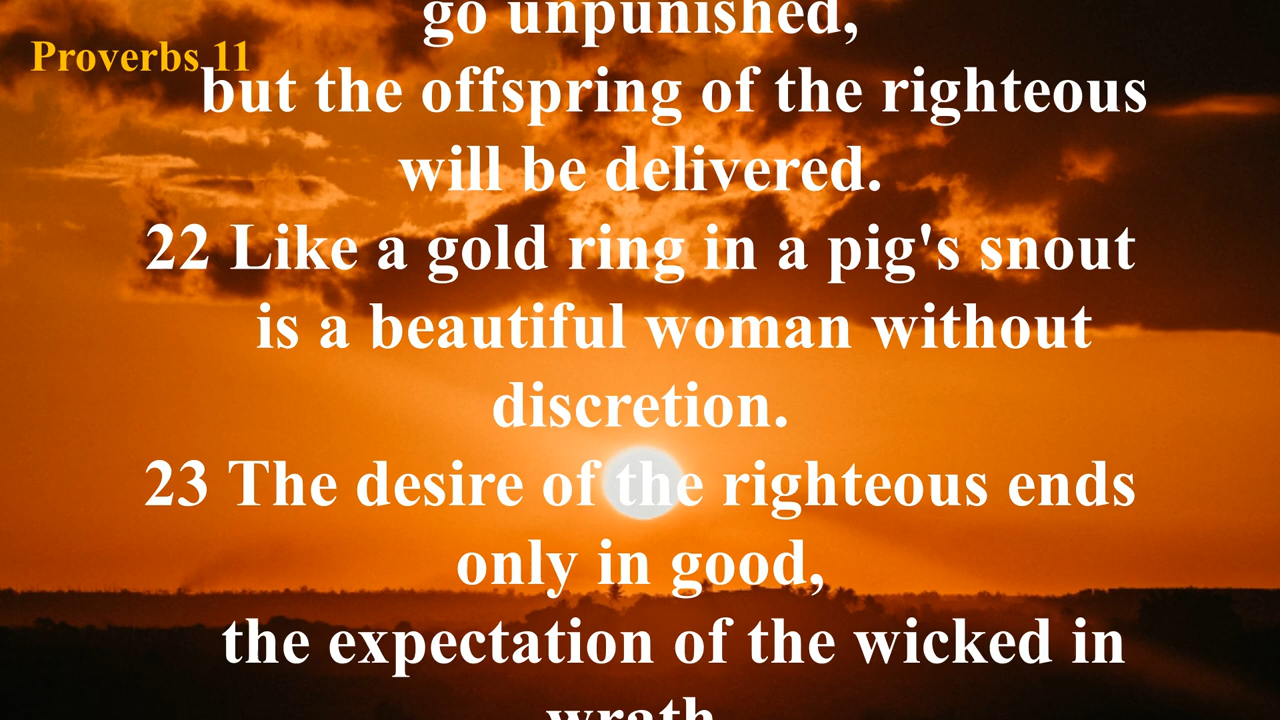 go unpunished,
Proverbs 11
but the offspring of the righteous
will be delivered.
22 Like a gold ring in a pig's snout
is a beautiful woman without
discretion.
23 The desire of the righteous ends
only in good,
the expectation of the wicked in
wrath